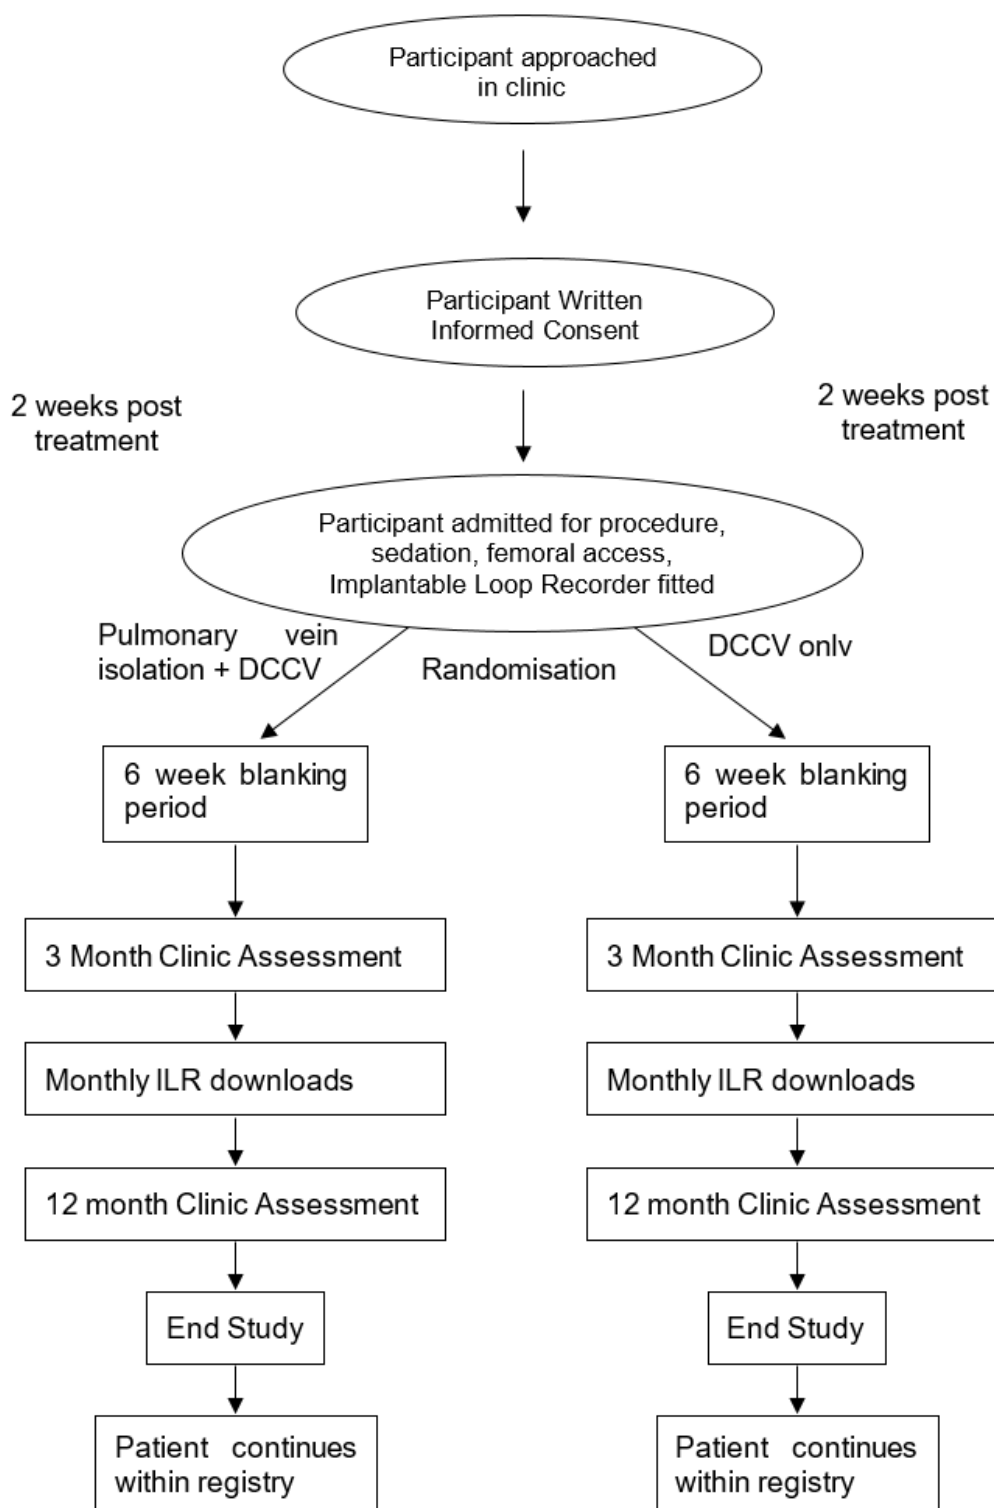 Participant approached
in clinic
Participant Written
Informed Consent
2 weeks post
treatment
2 weeks post
treatment
Participant admitted for procedure,
sedation, femoral access,
Implantable Loop Recorder fitted
Pulmonary vein
isolation + DCCV
Randomisation
DCCV only
6 week blanking
period
6 week blanking
period
3 Month Clinic Assessment
3 Month Clinic Assessment
Monthly ILR downloads
Monthly ILR downloads
12 month Clinic Assessment
12 month Clinic Assessment
End Study
End Study
Patient continues
within registry
Patient continues
within registry